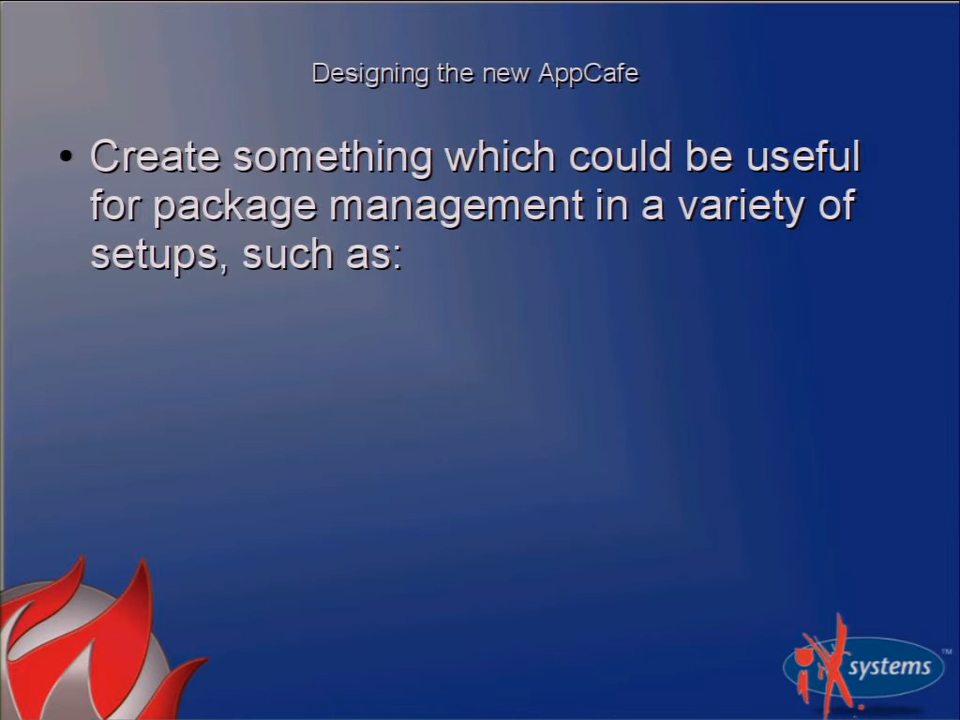 Designing the new AppCafe
• Create something which could be useful
for package management in a variety of
setups, such as:
iX systems ™